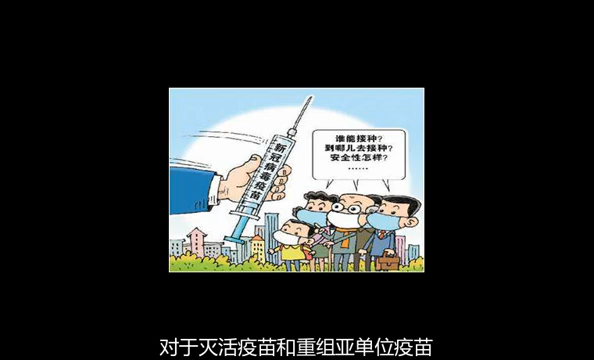 新冠病毒疫苗
谁能接种?
到哪儿去接种?
安全性怎样?
……
对于灭活疫苗和重组亚单位疫苗